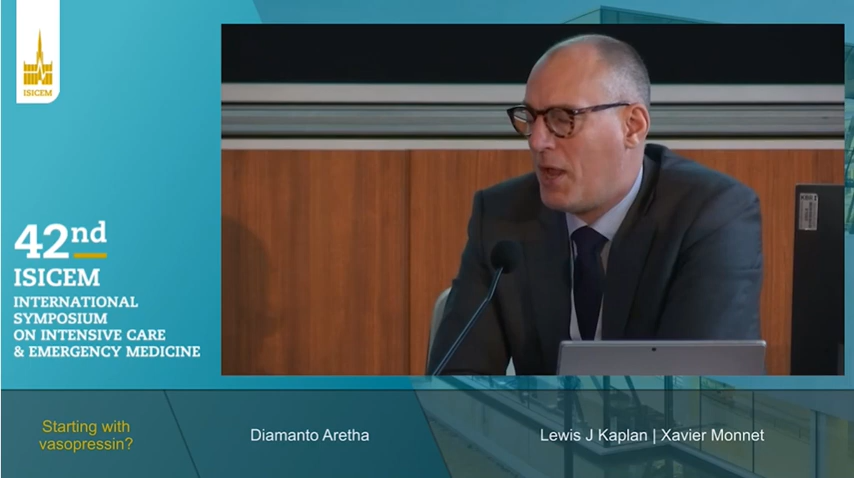 ISICEM
42nd
ISICEM
INTERNATIONAL
SYMPOSIUM
ON INTENSIVE CARE
& EMERGENCY MEDICINE
Starting with
vasopressin?
Diamanto Aretha
Lewis J Kaplan | Xavier Monnet